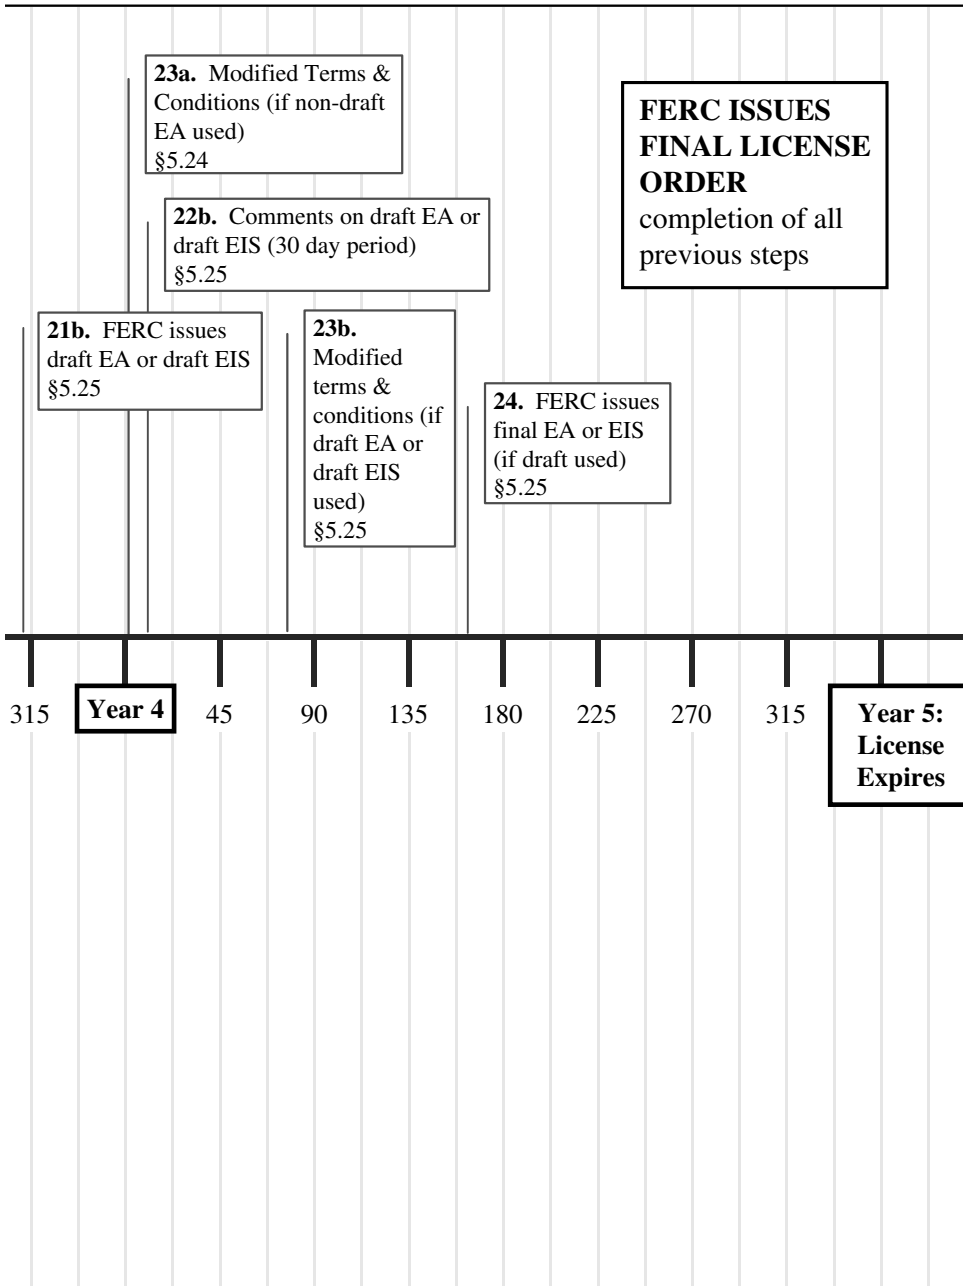 23a. Modified Terms &
Conditions (if non-draft
EA used)
§5.24
FERC ISSUES
FINAL LICENSE
ORDER
completion of all
previous steps
22b. Comments on draft EA or
draft EIS (30 day period)
§5.25
21b. FERC issues
draft EA or draft EIS
§5.25
23b.
Modified
terms &
conditions (if
draft EA or
draft EIS
used)
§5.25
24. FERC issues
final EA or EIS
(if draft used)
§5.25
315
Year 4
45
90
135
180
225
270
315
Year 5:
License
Expires